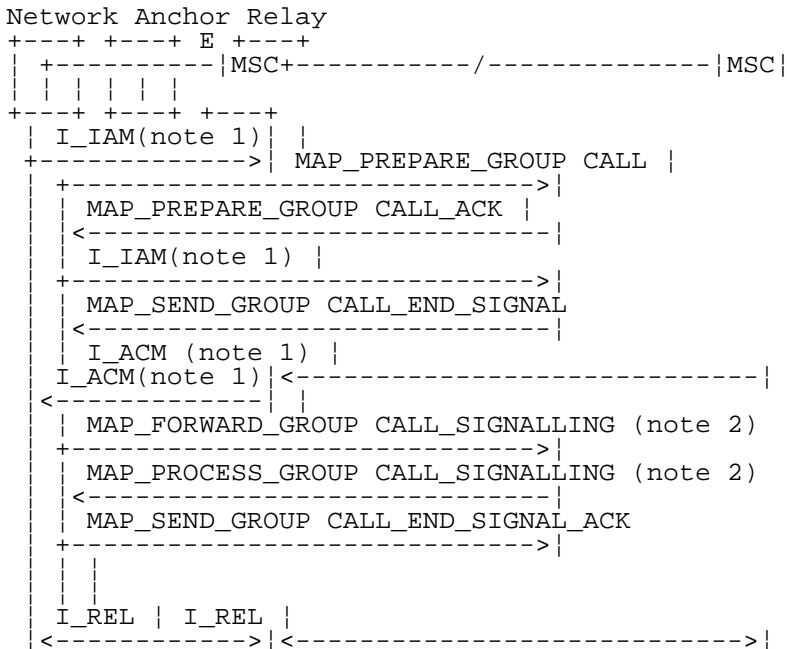 Network Anchor Relay
+---+ +---+ E +---+
| +----------¦MSC+-----------/--------------¦MSC¦
¦ ¦ ¦ ¦ ¦ ¦
+---+ +---+ +---+
¦ I_IAM(note 1)¦ ¦
+------------->¦ MAP_PREPARE_GROUP CALL ¦
¦ +----------------------------->¦
¦ ¦ MAP_PREPARE_GROUP CALL_ACK ¦
¦ ¦<-----------------------------¦
¦ ¦ I_IAM(note 1) ¦
¦ +----------------------------->¦
¦ ¦ MAP_SEND_GROUP CALL_END_SIGNAL
¦ ¦<-----------------------------¦
¦ ¦ I_ACM (note 1) ¦
¦ I_ACM(note 1)¦<-----------------------------¦
¦<-------------¦ ¦
¦ ¦ MAP_FORWARD_GROUP CALL_SIGNALLING (note 2)
¦ +----------------------------->¦
¦ ¦ MAP_PROCESS_GROUP CALL_SIGNALLING (note 2)
¦ ¦<-----------------------------¦
¦ ¦ MAP_SEND_GROUP CALL_END_SIGNAL_ACK
¦ +----------------------------->¦
¦ ¦ ¦
¦ ¦ ¦
¦ I_REL ¦ I_REL ¦
¦<------------>¦<---------------------------->¦